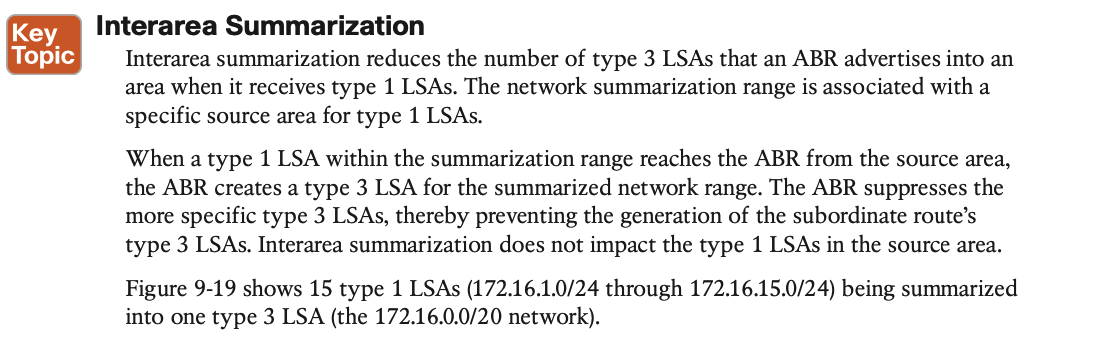 Key
Topic
Interarea Summarization
Interarea summarization reduces the number of type 3 LSAs that an ABR advertises into an
area when it receives type 1 LSAs. The network summarization range is associated with a
specific source area for type 1 LSAs.
When a type 1 LSA within the summarization range reaches the ABR from the source area,
the ABR creates a type 3 LSA for the summarized network range. The ABR suppresses the
more specific type 3 LSAs, thereby preventing the generation of the subordinate route’s
type 3 LSAs. Interarea summarization does not impact the type 1 LSAs in the source area.
Figure 9-19 shows 15 type 1 LSAs (172.16.1.0/24 through 172.16.15.0/24) being summarized
into one type 3 LSA (the 172.16.0.0/20 network).